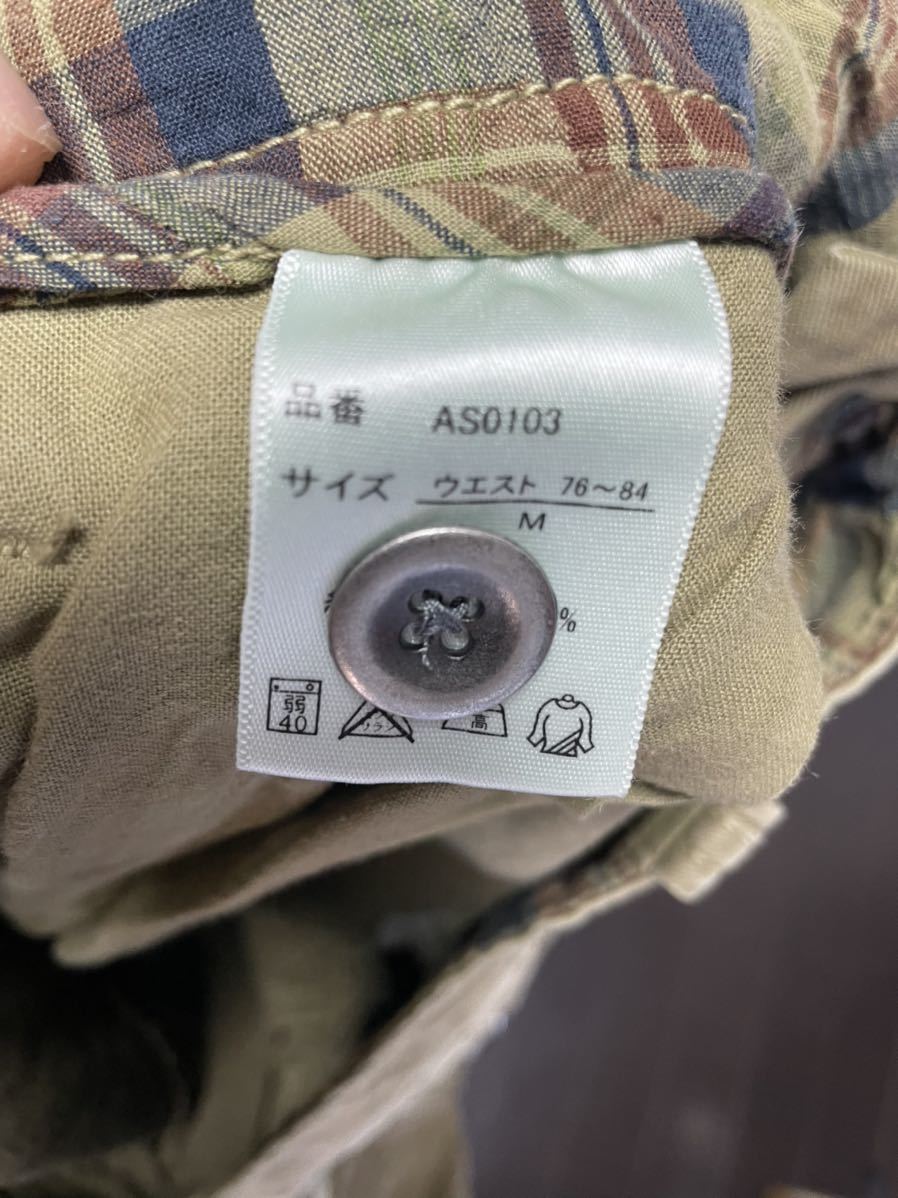 品番 AS0103
サイズ ウエスト 76～84
M
%
弱 40 高